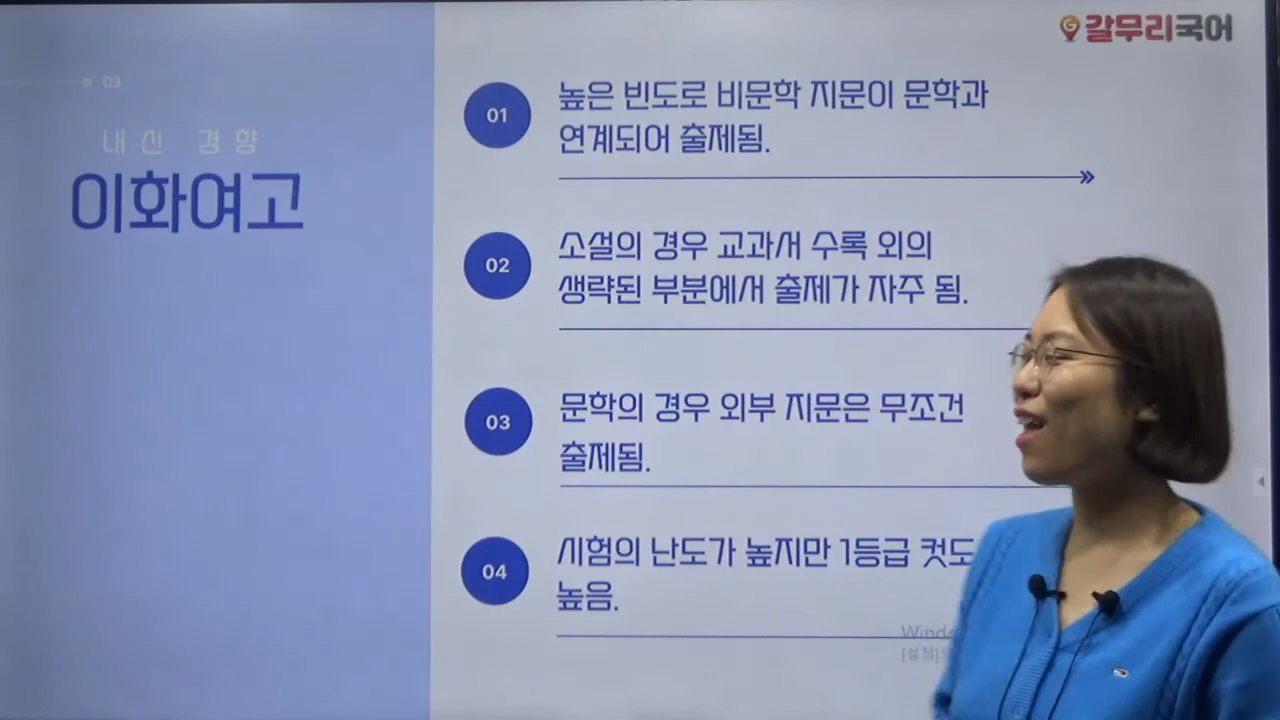 갈무리국어
03
내신 경향
이화여고
01
높은 빈도로 비문학 지문이 문학과
연계되어 출제됨.
02
소설의 경우 교과서 수록 외의
생략된 부분에서 출제가 자주 됨.
03
문학의 경우 외부 지문은 무조건
출제됨.
04
시험의 난도가 높지만 1등급 컷도
높음.